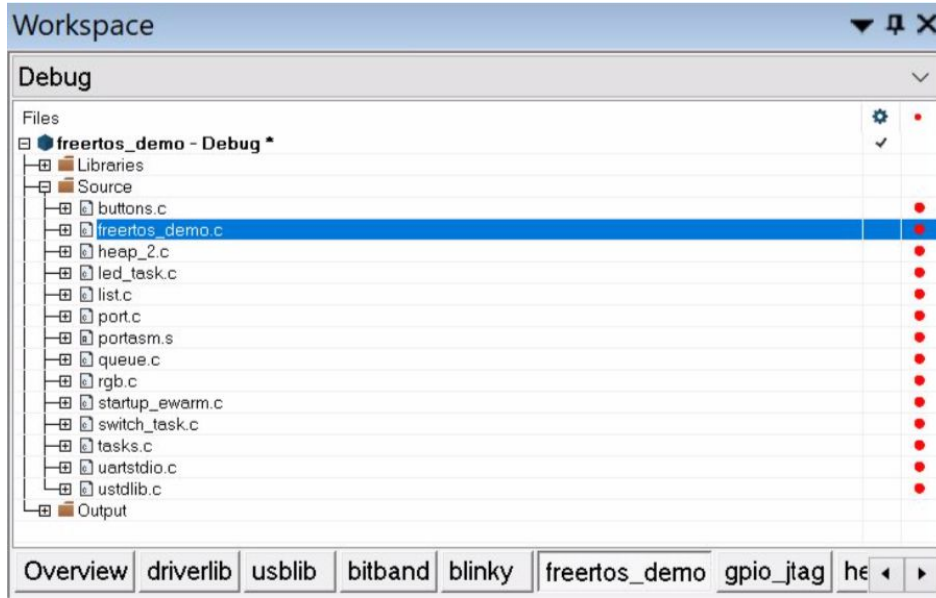 Workspace
Debug
Files
freertos_demo - Debug *
Libraries
Source
buttons.c
freertos_demo.c
heap_2.c
led_task.c
list.c
port.c
portasm.s
queue.c
rgb.c
startup_ewarm.c
switch_task.c
tasks.c
uartstdio.c
ustdlib.c
Output
Overview driverlib usblib bitband blinky freertos_demo gpio_jtag he